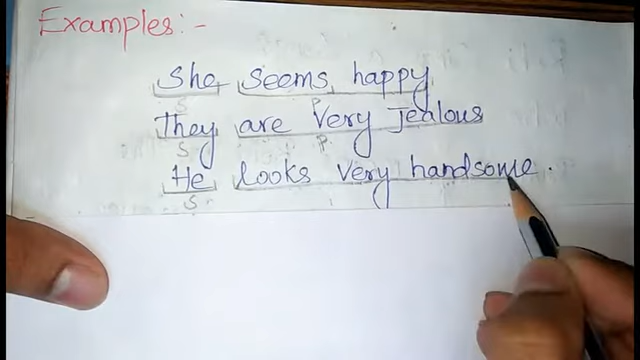 Examples:-
She seems happy
S P
They are very Jealous
S P
He looks very handsome.
S